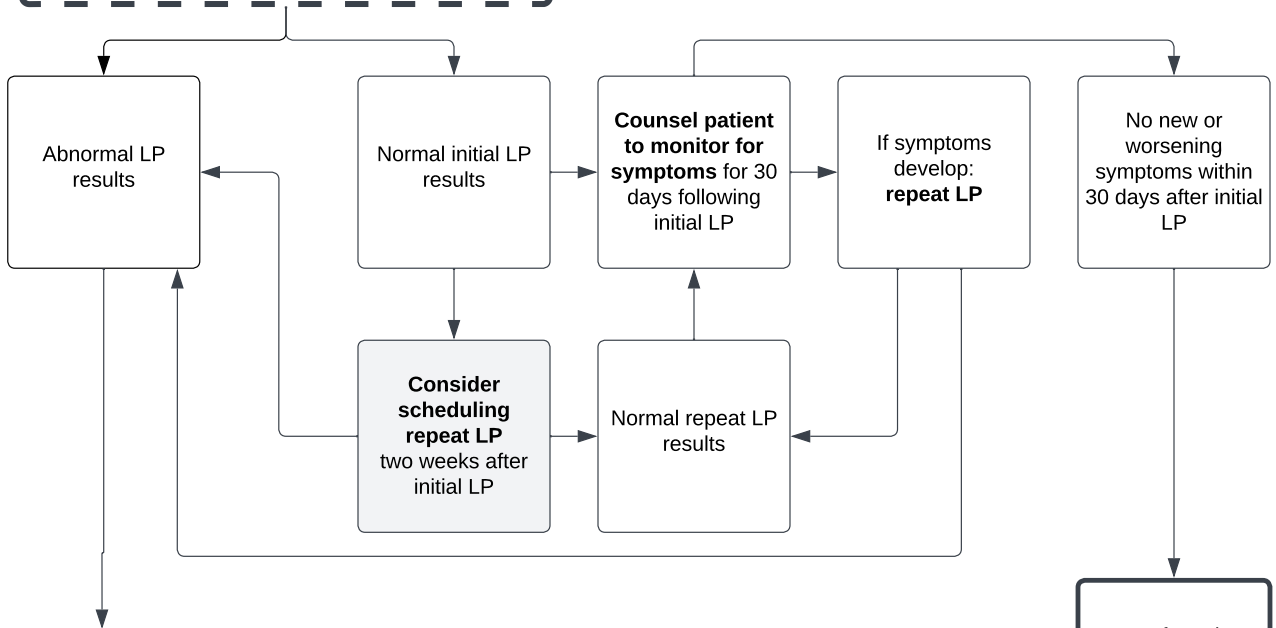 Abnormal LP
results
Normal initial LP
results
Counsel patient
to monitor for
symptoms for 30
days following
initial LP
If symptoms
develop:
repeat LP
No new or
worsening
symptoms within
30 days after initial
LP
Consider
scheduling
repeat LP
two weeks after
initial LP
Normal repeat LP
results